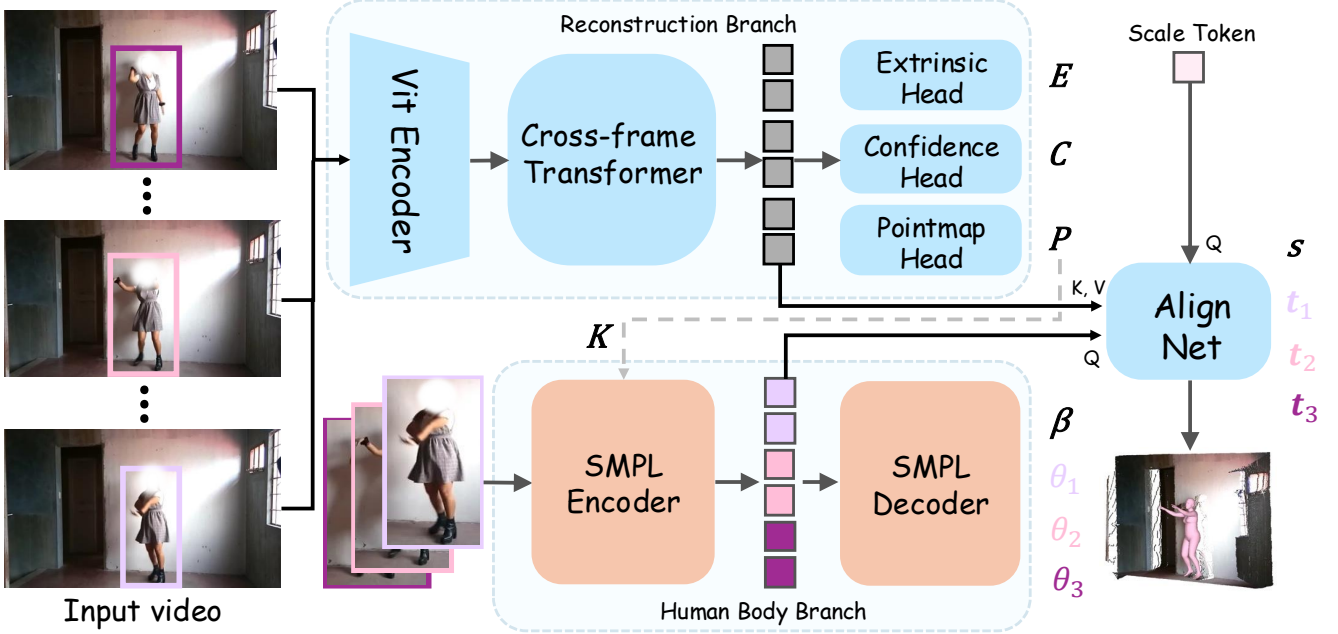 Reconstruction Branch
Vit Encoder
Cross-frame
Transformer
Extrinsic
Head
E
Confidence
Head
C
Pointmap
Head
P
Scale Token
Q
K, V
Q
Align
Net
s
t₁
t₂
t₃
K
SMPL
Encoder
SMPL
Decoder
β
θ₁
θ₂
θ₃
Human Body Branch
Input video